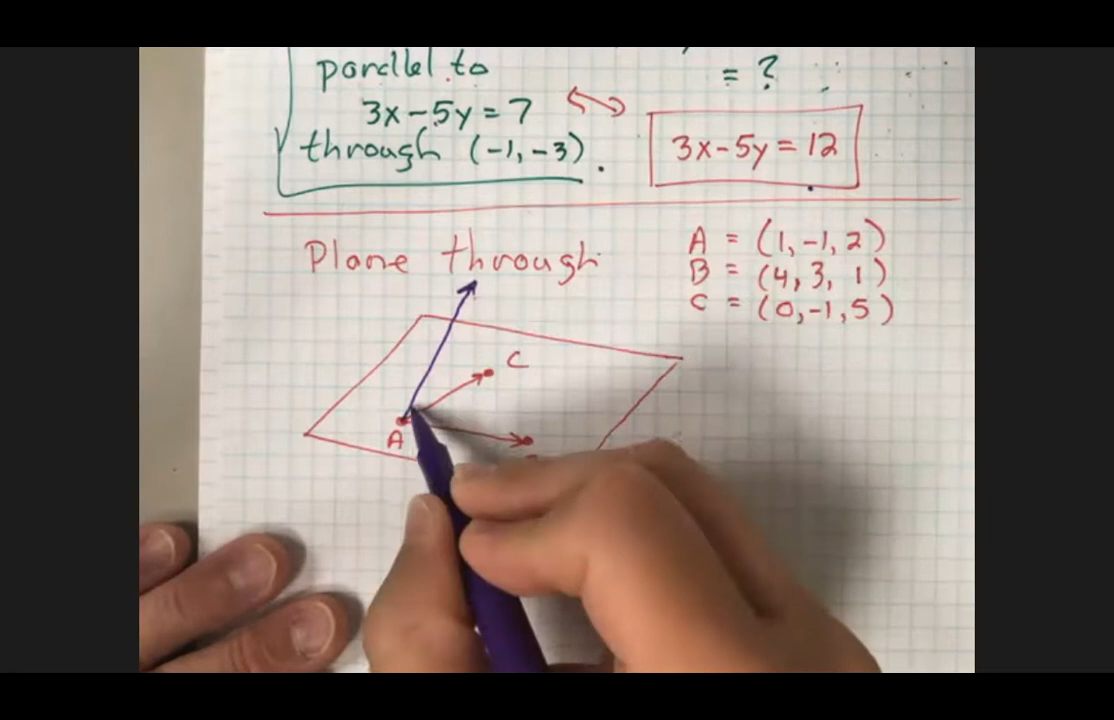 parallel to
3x-5y = 7
through (-1, -3).
= ?
3x-5y = 12
Plane through
A = (1, -1, 2)
B = (4, 3, 1)
C = (0, -1, 5)
C
A